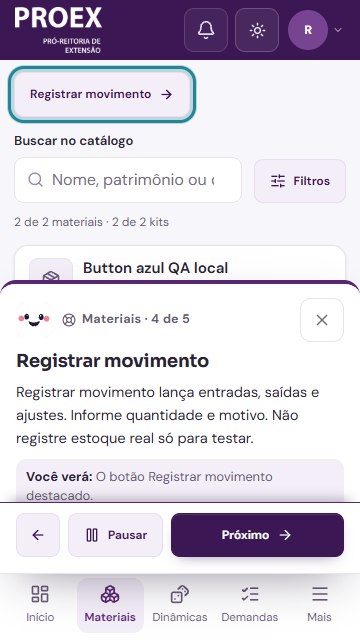 PROEX
PRÓ-REITORIA DE
EXTENSÃO
R
Registrar movimento
Buscar no catálogo
Nome, patrimônio ou c
Filtros
2 de 2 materiais · 2 de 2 kits
Button azul QA local
Materiais · 4 de 5
Registrar movimento
Registrar movimento lança entradas, saídas e
ajustes. Informe quantidade e motivo. Não
registre estoque real só para testar.
Você verá: O botão Registrar movimento
destacado.
Pausar
Próximo
Início
Materiais
Dinâmicas
Demandas
Mais